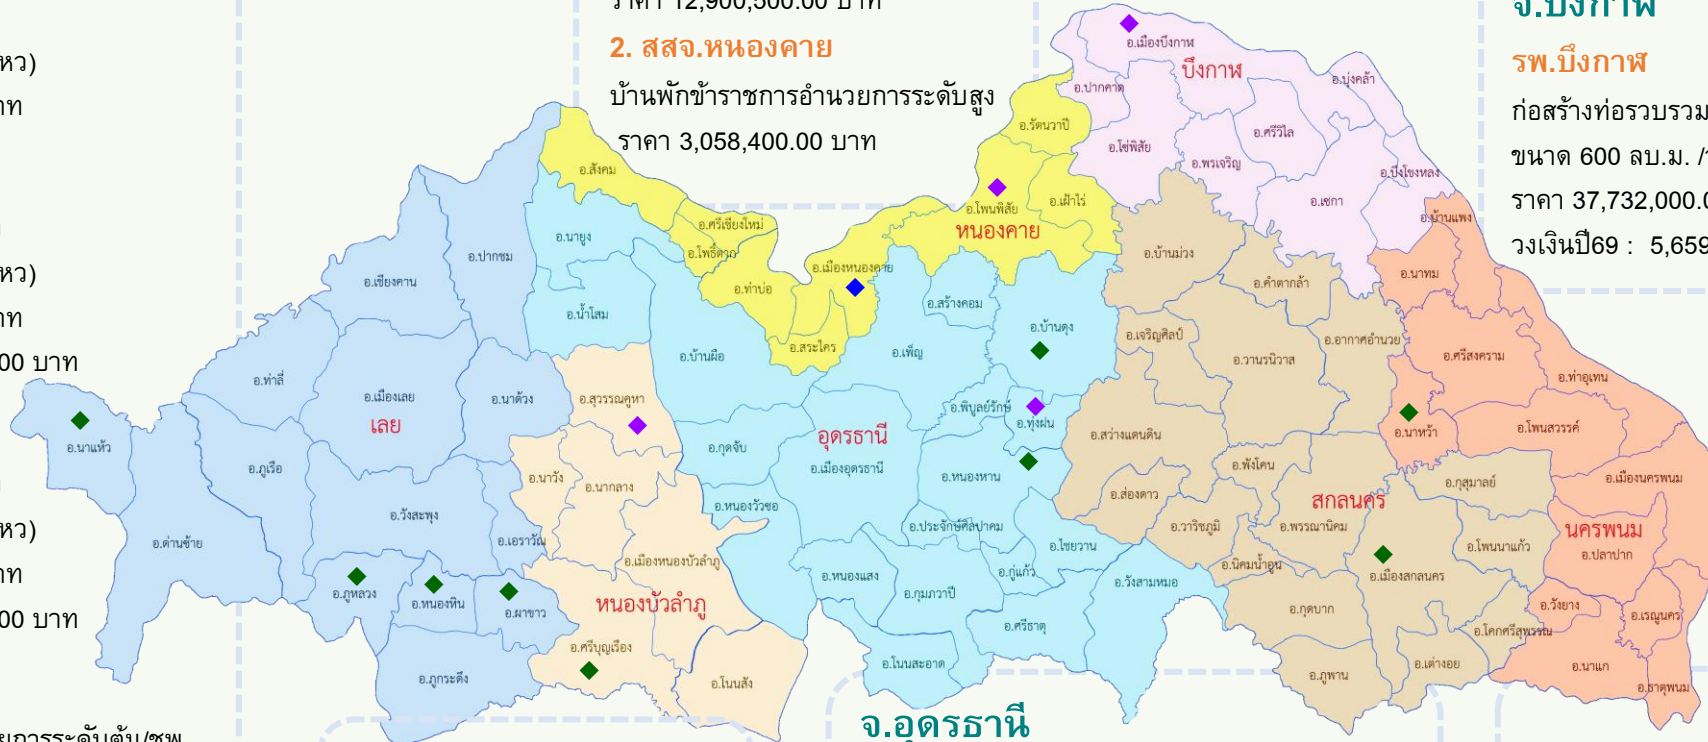 ราคา 12,900,500.00 บาท
2. สสจ.หนองคาย
บ้านพักข้าราชการอำนวยการระดับสูง
ราคา 3,058,400.00 บาท
จ.บึงกาฬ
รพ.บึงกาฬ
ก่อสร้างท่อรวบรวม
ขนาด 600 ลบ.ม. /
ราคา 37,732,000.0
วงเงินปี69 : 5,659
หว)
าท
หว)
าท
00 บาท
หว)
าท
00 บาท
ยการระดับต้น/ชพ
อ.เมืองบึงกาฬ
บึงกาฬ
อ.บุ่งคล้า
อ.ปากคาด
อ.ศรีวิไล
อ.โซ่พิสัย
อ.พรเจริญ
อ.บึงโขงหลง
อ.เซกา
อ.รัตนวาปี
อ.สังคม
อ.โพนพิสัย
อ.เฝ้าไร่
หนองคาย
อ.ศรีเชียงใหม่
อ.โพธิ์ตาก
อ.ท่าบ่อ
อ.เมืองหนองคาย
อ.สระใคร
อ.นายูง
อ.น้ำโสม
อ.บ้านผือ
อ.สร้างคอม
อ.เพ็ญ
อ.บ้านดุง
อ.พิบูลย์รักษ์
อ.ทุ่งฝน
อุดรธานี
อ.เมืองอุดรธานี
อ.กุดจับ
อ.หนองหาน
อ.หนองวัวซอ
อ.ประจักษ์ศิลปาคม
อ.ไชยวาน
อ.หนองแสง
อ.กุมภวาปี
อ.กู่แก้ว
อ.วังสามหมอ
อ.ศรีธาตุ
อ.โนนสะอาด
อ.ปากชม
อ.เชียงคาน
อ.ท่าลี่
อ.เมืองเลย
เลย
อ.นาด้วง
อ.นาแห้ว
อ.ภูเรือ
อ.ด่านซ้าย
อ.วังสะพุง
อ.เอราวัณ
อ.ภูหลวง
อ.หนองหิน
อ.ผาขาว
อ.ภูกระดึง
อ.สุวรรณคูหา
อ.นาวัง
อ.นากลาง
อ.เมืองหนองบัวลำภู
หนองบัวลำภู
อ.ศรีบุญเรือง
อ.โนนสัง
อ.บ้านม่วง
อ.คำตากล้า
อ.เจริญศิลป์
อ.วานรนิวาส
อ.อากาศอำนวย
อ.สว่างแดนดิน
อ.พังโคน
อ.ส่องดาว
อ.วาริชภูมิ
สกลนคร
อ.พรรณานิคม
อ.กุสุมาลย์
อ.โพนนาแก้ว
อ.นิคมน้ำอูน
อ.เมืองสกลนคร
อ.กุดบาก
อ.โคกศรีสุพรรณ
อ.เต่างอย
อ.ภูพาน
อ.บ้านแพง
อ.นาทม
อ.ศรีสงคราม
อ.ท่าอุเทน
อ.นาหว้า
อ.โพนสวรรค์
อ.เมืองนครพนม
นครพนม
อ.ปลาปาก
อ.วังยาง
อ.เรณูนคร
อ.นาแก
อ.ธาตุพนม
จ.อุดรธานี